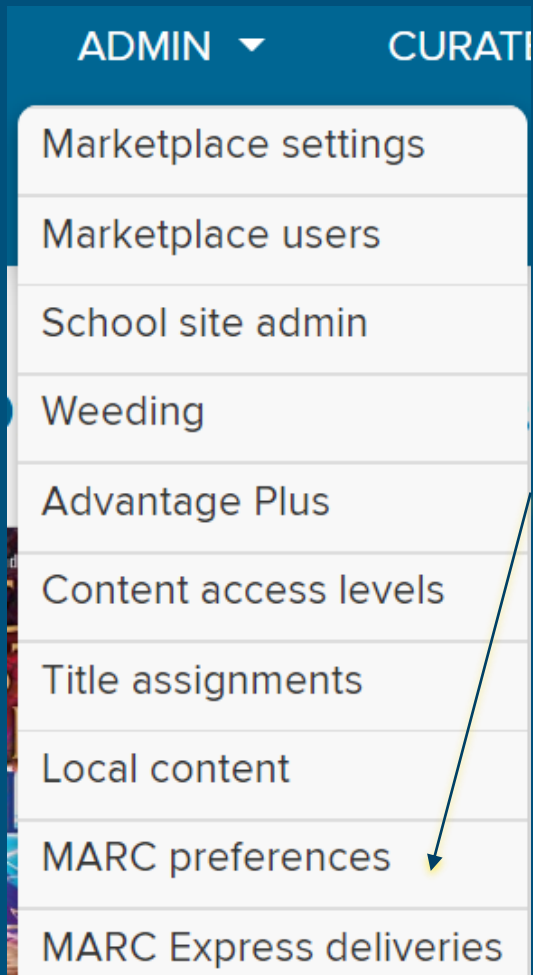 ADMIN CURATE
Marketplace settings
Marketplace users
School site admin
Weeding
Advantage Plus
Content access levels
Title assignments
Local content
MARC preferences
MARC Express deliveries